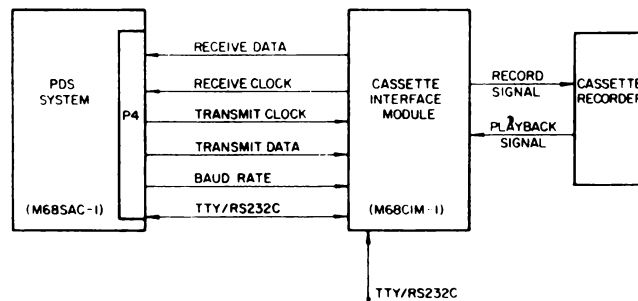 PDS
SYSTEM
(M68SAC-1)
P4
RECEIVE DATA
RECEIVE CLOCK
TRANSMIT CLOCK
TRANSMIT DATA
BAUD RATE
TTY/RS232C
CASSETTE
INTERFACE
MODULE
(M68CIM-1)
RECORD
SIGNAL
PLAYBACK
SIGNAL
CASSETTE
RECORDER
TTY/RS232C